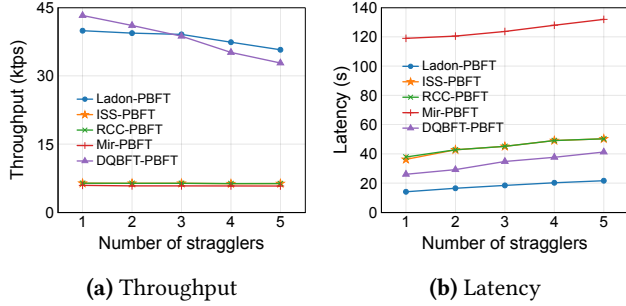 45
30
15
0
Throughput (ktps)
Ladon-PBFT
ISS-PBFT
RCC-PBFT
Mir-PBFT
DQBFT-PBFT
1 2 3 4 5
Number of stragglers
(a) Throughput
140
120
100
80
60
40
20
0
Latency (s)
Ladon-PBFT
ISS-PBFT
RCC-PBFT
Mir-PBFT
DQBFT-PBFT
1 2 3 4 5
Number of stragglers
(b) Latency